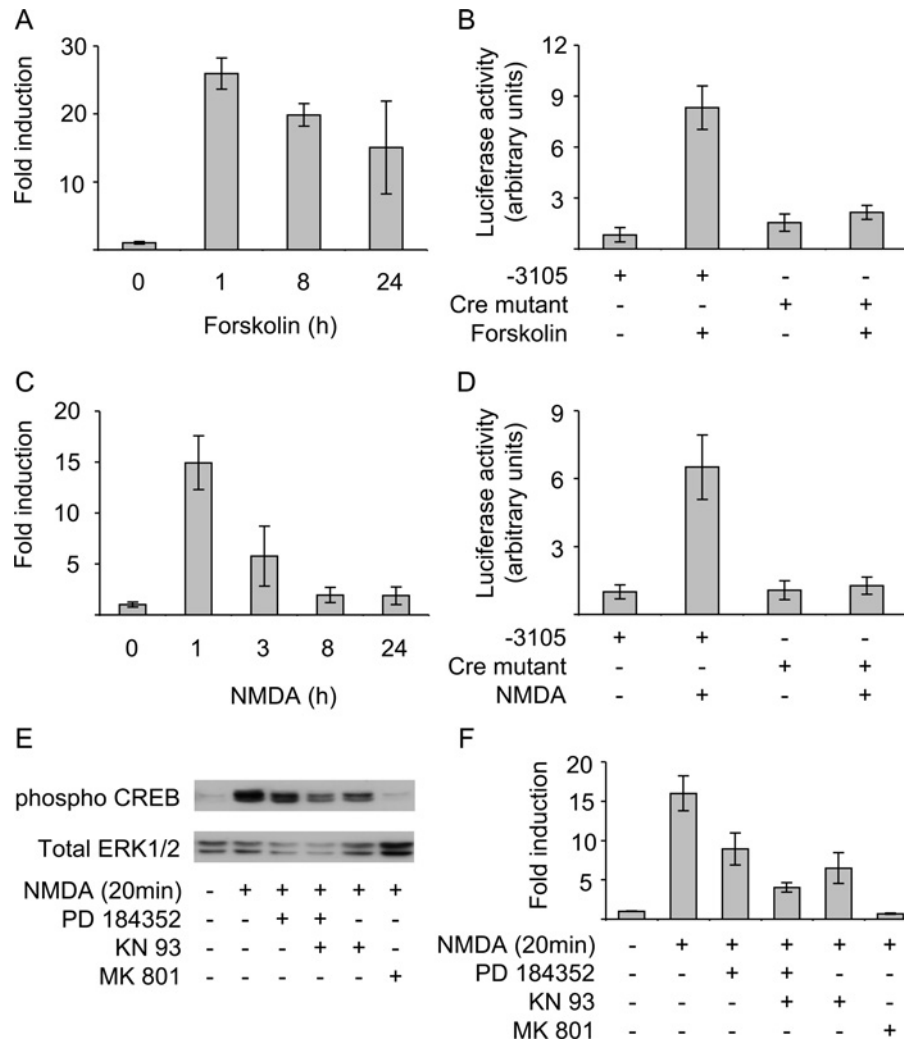 A
Fold induction
30
20
10
0 1 8 24
Forskolin (h)
B
Luciferase activity
(arbitrary units)
12
9
6
3
-3105 + + - -
Cre mutant - - + +
Forskolin - + - +
C
Fold induction
20
15
10
5
0 1 3 8 24
NMDA (h)
D
Luciferase activity
(arbitrary units)
9
6
3
-3105 + + - -
Cre mutant - - + +
NMDA - + - +
E
phospho CREB
Total ERK1/2
NMDA (20min) - + + + + +
PD 184352 - - + + - -
KN 93 - - - + + -
MK 801 - - - - - +
F
Fold induction
20
15
10
5
NMDA (20min) - + + + + +
PD 184352 - - + + - -
KN 93 - - - + + -
MK 801 - - - - - +